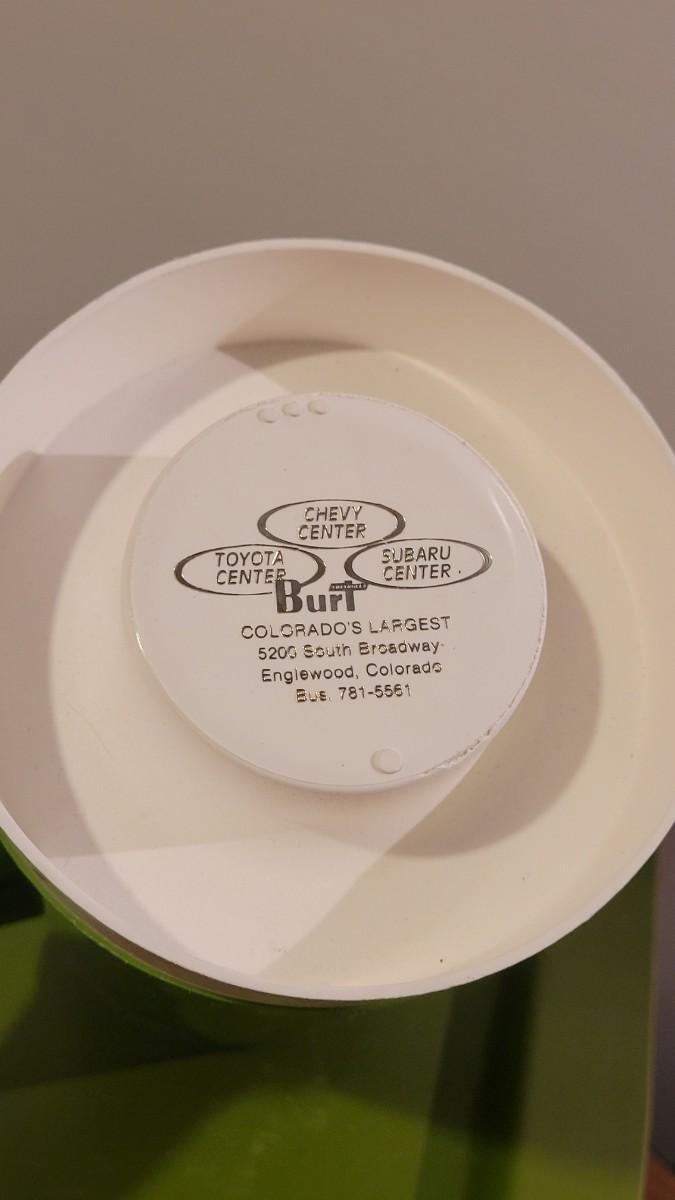 CHEVY
CENTER
TOYOTA
CENTER
SUBARU
CENTER
Burt
COLORADO'S LARGEST
5200 South Broadway
Englewood, Colorado
Bus. 781-5561